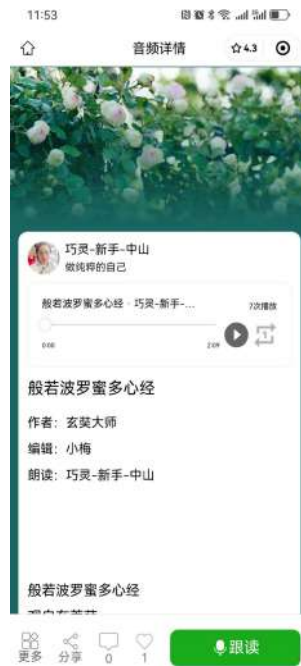 11:53
音频详情
4.3
巧灵-新手-中山
做纯粹的自己
般若波罗蜜多心经 · 巧灵-新手-...
7次播放
0:00
2:09
般若波罗蜜多心经
作者：玄奘大师
编辑：小梅
朗读：巧灵-新手-中山
般若波罗蜜多心经
更多
分享
0
1
跟读